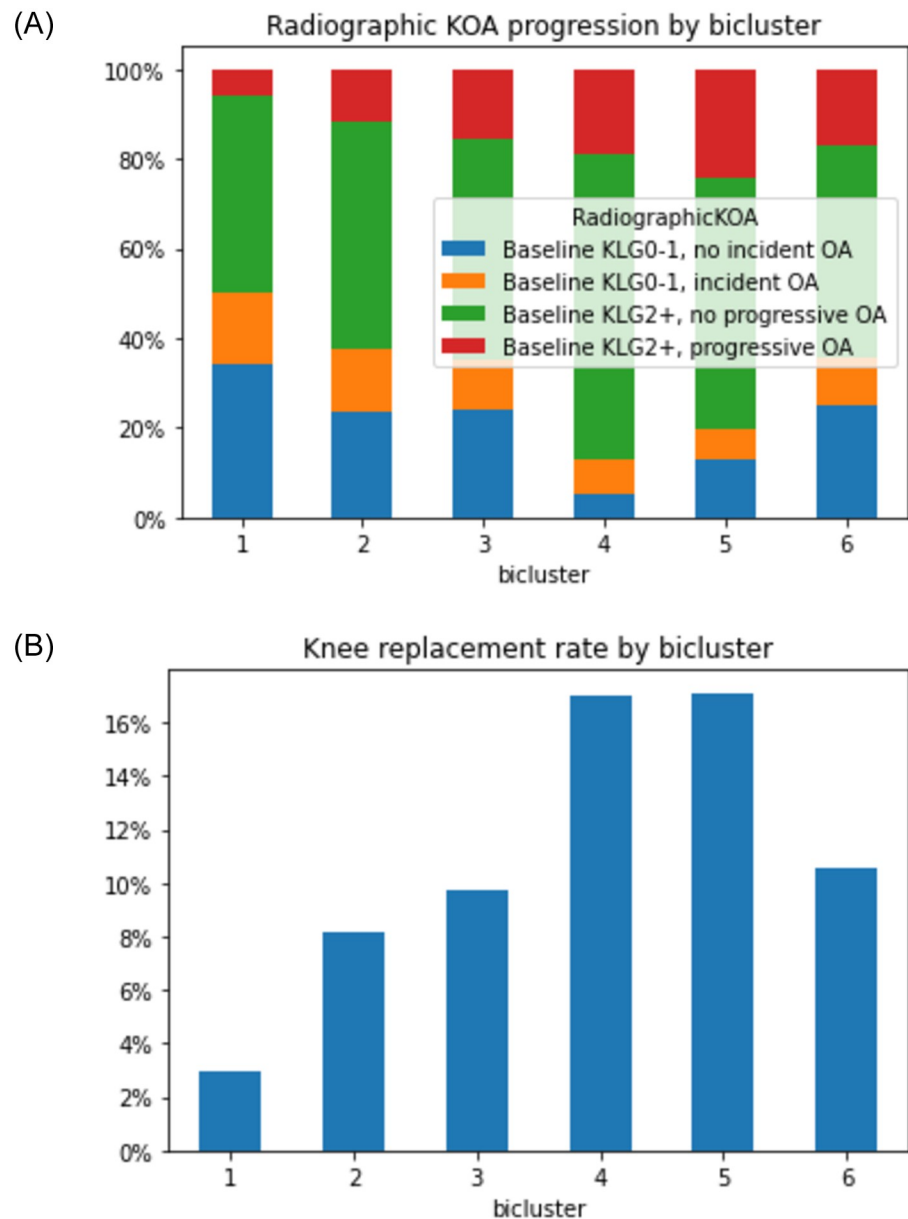 (A)
Radiographic KOA progression by bicluster
100%
80%
60%
40%
20%
0%
RadiographicKOA
Baseline KLG0-1, no incident OA
Baseline KLG0-1, incident OA
Baseline KLG2+, no progressive OA
Baseline KLG2+, progressive OA
1 2 3 4 5 6
bicluster
(B)
Knee replacement rate by bicluster
16%
14%
12%
10%
8%
6%
4%
2%
0%
1 2 3 4 5 6
bicluster